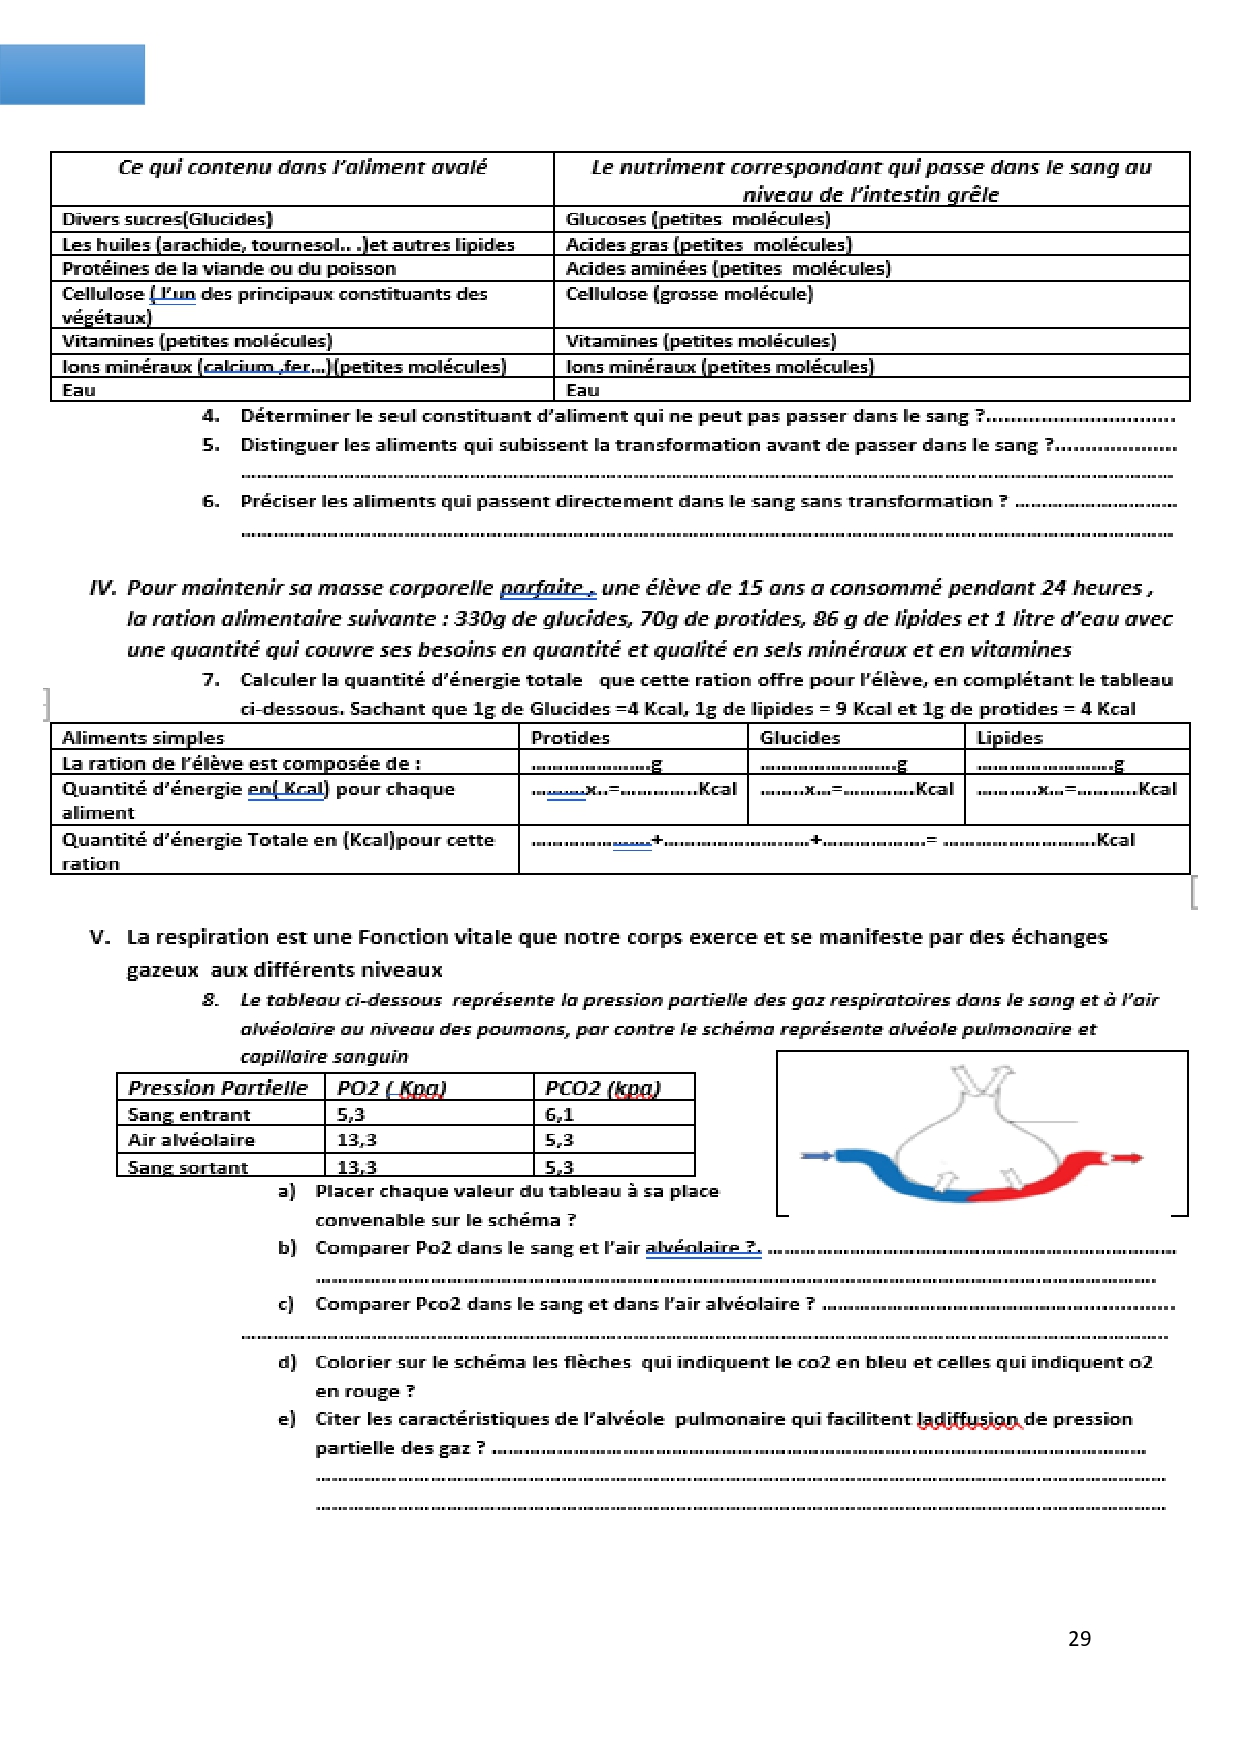 Ce qui contenu dans l'aliment avalé
Le nutriment correspondant qui passe dans le sang au
niveau de l'intestin grêle
Divers sucres(Glucides)
Glucoses (petites molécules)
Les huiles (arachide, tournesol.. .)et autres lipides
Acides gras (petites molécules)
Protéines de la viande ou du poisson
Acides aminées (petites molécules)
Cellulose ( l'un des principaux constituants des
végétaux)
Cellulose (grosse molécule)
Vitamines (petites molécules)
Vitamines (petites molécules)
Ions minéraux (calcium ,fer...)(petites molécules)
Ions minéraux (petites molécules)
Eau
Eau
4. Déterminer le seul constituant d'aliment qui ne peut pas passer dans le sang ?................................
5. Distinguer les aliments qui subissent la transformation avant de passer dans le sang ?.....................
................................................................................
6. Préciser les aliments qui passent directement dans le sang sans transformation ? ..............................
................................................................................
IV. Pour maintenir sa masse corporelle parfaite , une élève de 15 ans a consommé pendant 24 heures ,
la ration alimentaire suivante : 330g de glucides, 70g de protides, 86 g de lipides et 1 litre d'eau avec
une quantité qui couvre ses besoins en quantité et qualité en sels minéraux et en vitamines
7. Calculer la quantité d'énergie totale que cette ration offre pour l'élève, en complétant le tableau
ci-dessous. Sachant que 1g de Glucides =4 Kcal, 1g de lipides = 9 Kcal et 1g de protides = 4 Kcal
Aliments simples Protides Glucides Lipides
La ration de l'élève est composée de : ......................g .........................g .........................g
Quantité d'énergie en( Kcal) pour chaque
aliment
..........x..=..............Kcal ........x...=.............Kcal ...........x...=...........Kcal
Quantité d'énergie Totale en (Kcal)pour cette
ration
......................+...........................+...................= ............................Kcal
V. La respiration est une Fonction vitale que notre corps exerce et se manifeste par des échanges
gazeux aux différents niveaux
8. Le tableau ci-dessous représente la pression partielle des gaz respiratoires dans le sang et à l'air
alvéolaire au niveau des poumons, par contre le schéma représente alvéole pulmonaire et
capillaire sanguin
Pression Partielle PO2 ( Kpa) PCO2 (kpa)
Sang entrant 5,3 6,1
Air alvéolaire 13,3 5,3
Sang sortant 13,3 5,3
a) Placer chaque valeur du tableau à sa place
convenable sur le schéma ?
b) Comparer Po2 dans le sang et l'air alvéolaire ?. ................................................................
................................................................................
c) Comparer Pco2 dans le sang et dans l'air alvéolaire ? ........................................................
................................................................................
d) Colorier sur le schéma les flèches qui indiquent le co2 en bleu et celles qui indiquent o2
en rouge ?
e) Citer les caractéristiques de l'alvéole pulmonaire qui facilitent ladiffusion de pression
partielle des gaz ? ................................................................................
................................................................................
................................................................................
29